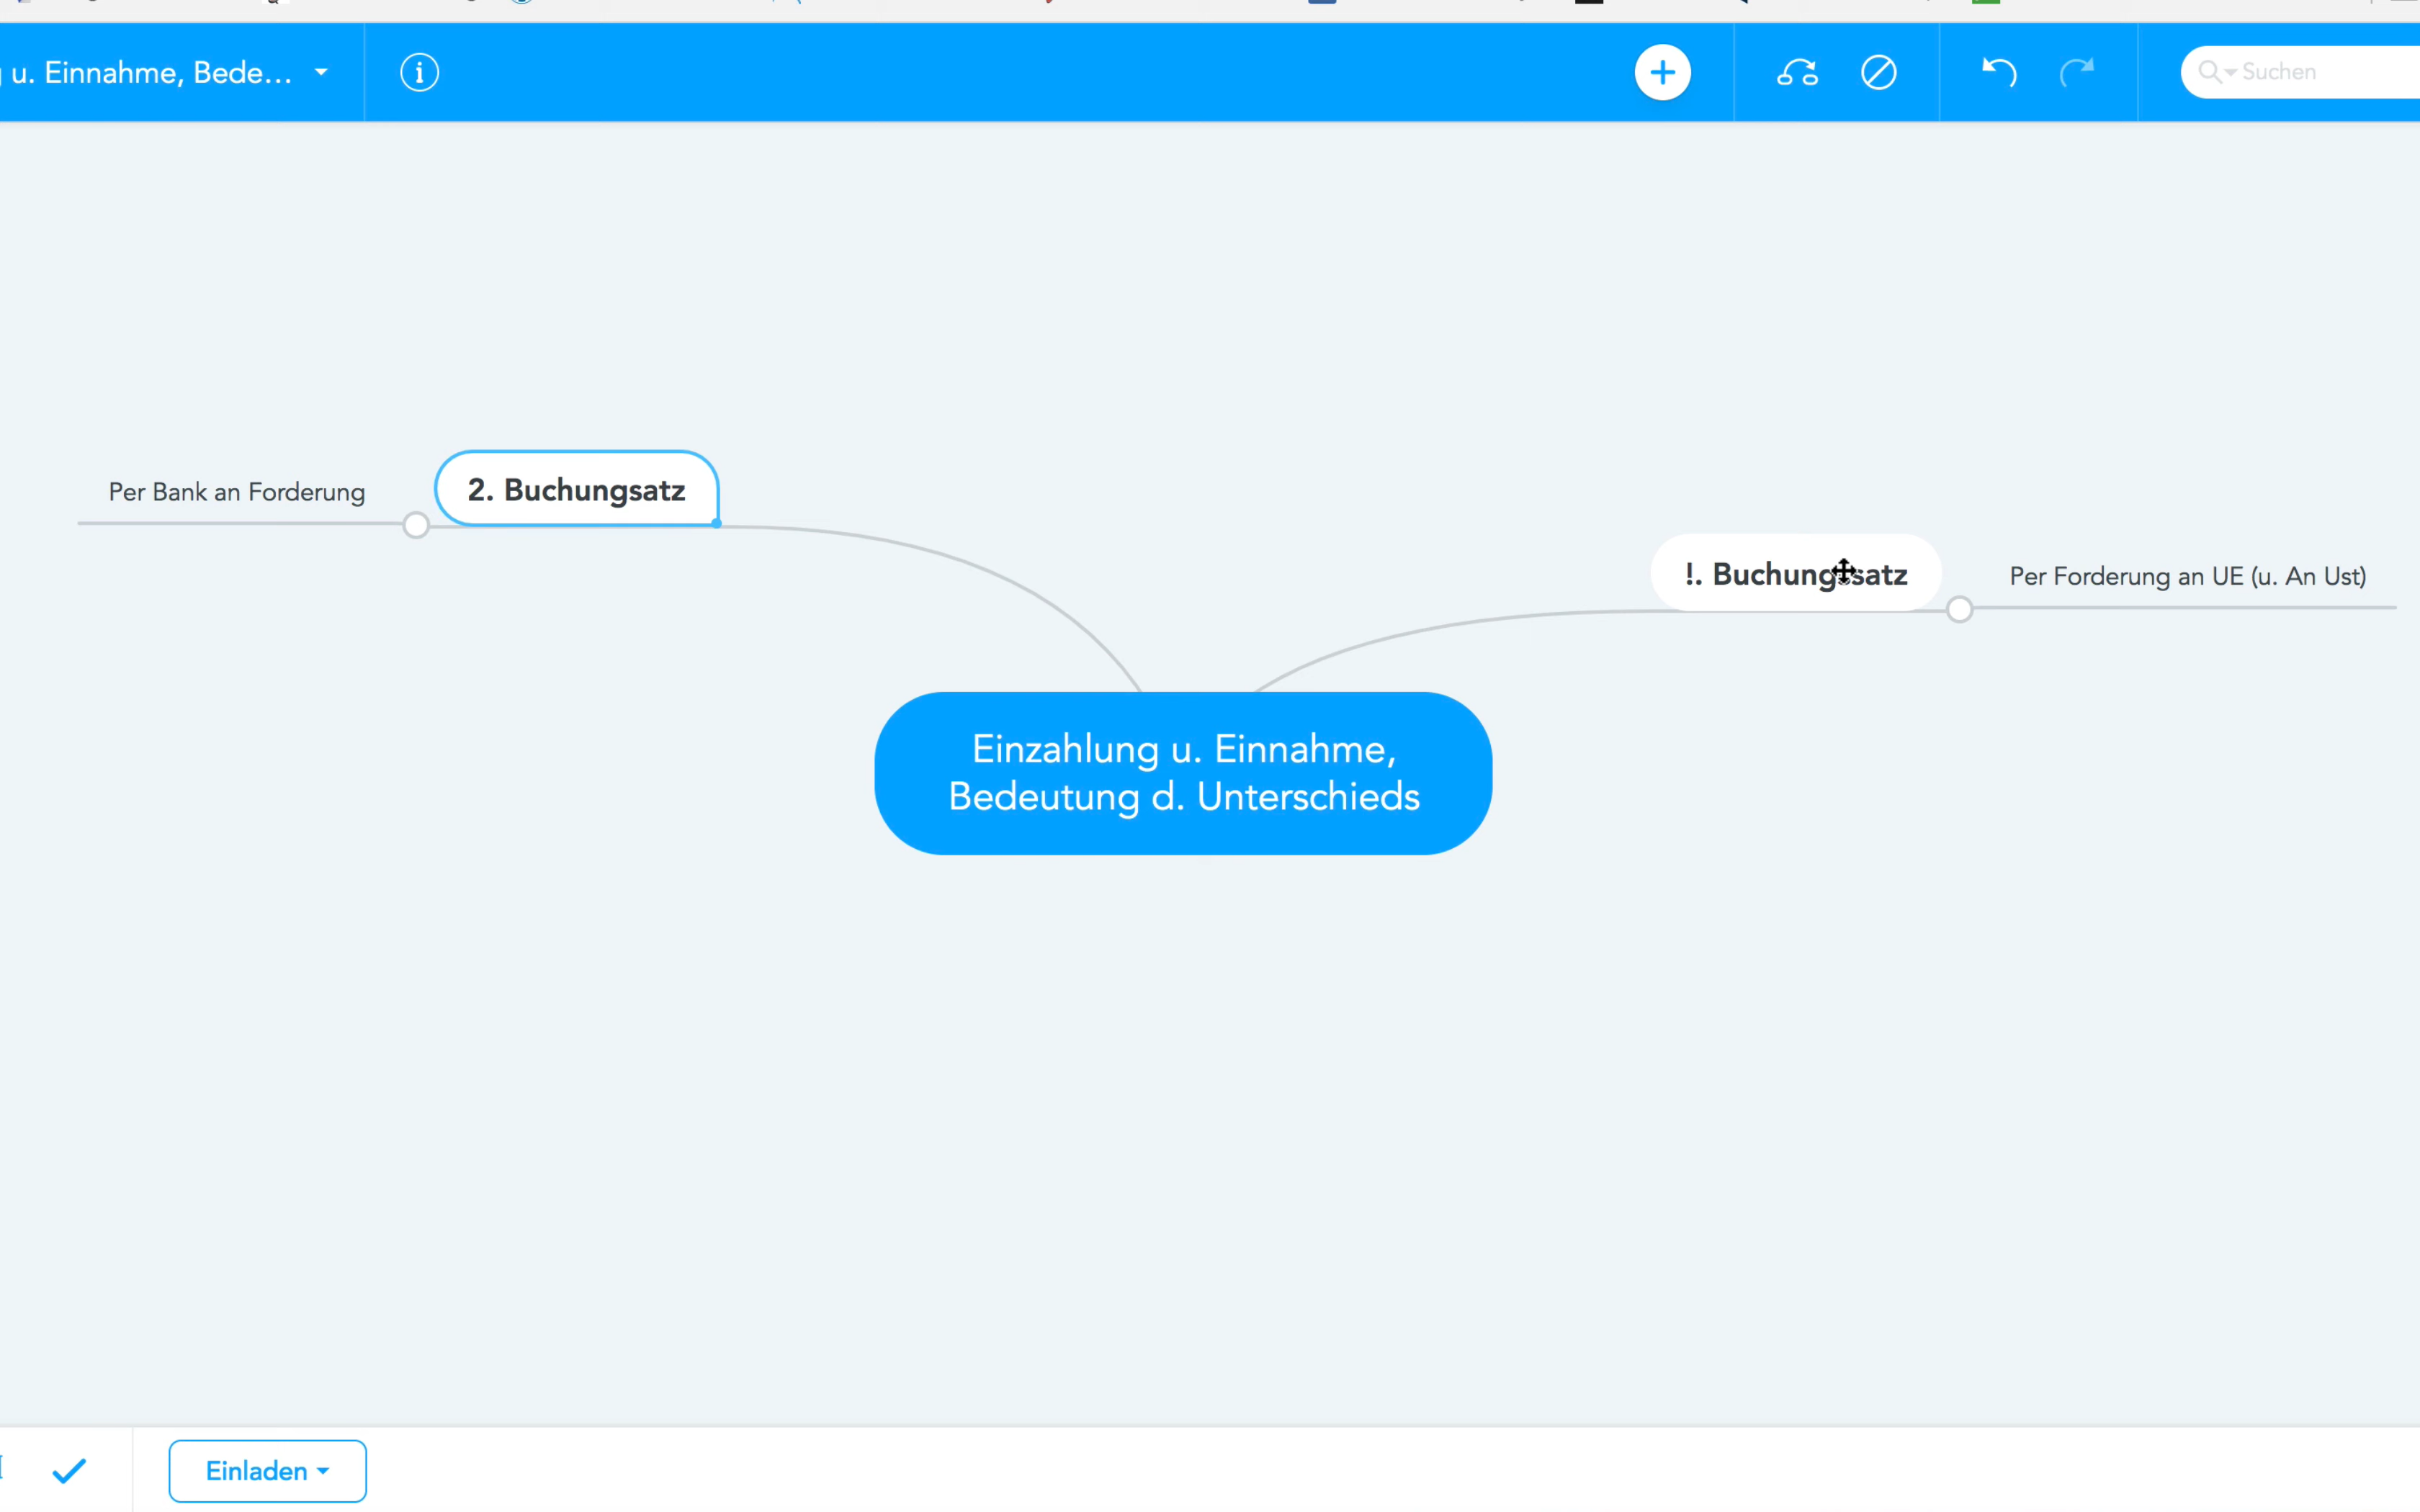 u. Einnahme, Bede...
Suchen
Per Bank an Forderung
2. Buchungsatz
!. Buchungssatz
Per Forderung an UE (u. An Ust)
Einzahlung u. Einnahme,
Bedeutung d. Unterschieds
Einladen